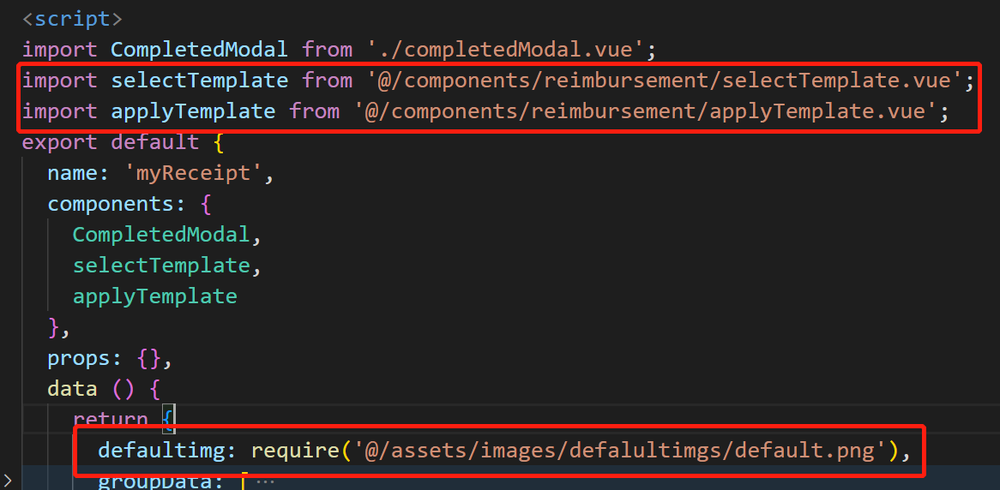 <script>
import CompletedModal from './completedModal.vue';
import selectTemplate from '@/components/reimbursement/selectTemplate.vue';
import applyTemplate from '@/components/reimbursement/applyTemplate.vue';
export default {
name: 'myReceipt',
components: {
CompletedModal,
selectTemplate,
applyTemplate
},
props: {},
data () {
return {
defaultimg: require('@/assets/images/defalultimgs/default.png'),
groupData: [ ···